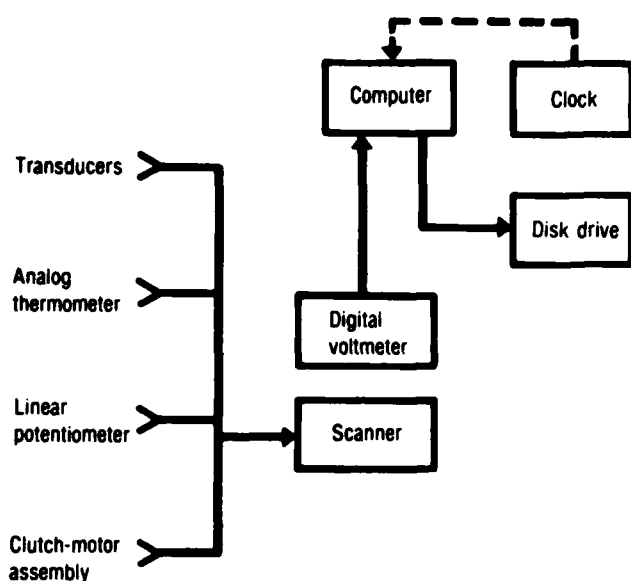 Computer
Clock
Transducers
Disk drive
Analog
thermometer
Digital
voltmeter
Linear
potentiometer
Scanner
Clutch-motor
assembly